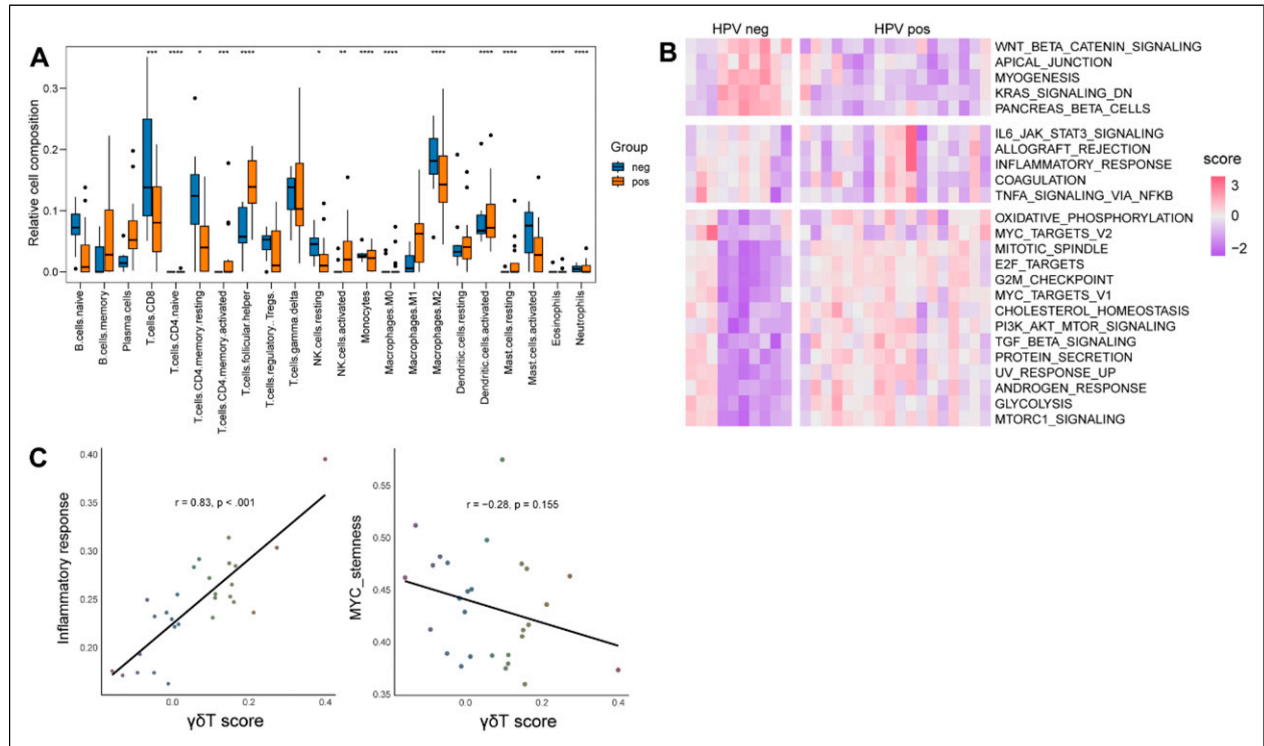 A
*** **** * *** **** * ** **** **** **** **** **** **** ****
Relative cell composition
0.3
0.2
0.1
0.0
Group
neg
pos
B.cells.naive
B.cells.memory
Plasma.cells
T.cells.CD8
T.cells.CD4.naive
T.cells.CD4.memory.resting
T.cells.CD4.memory.activated
T.cells.follicular.helper
T.cells.regulatory..Tregs.
T.cells.gamma.delta
NK.cells.resting
NK.cells.activated
Monocytes
Macrophages.M0
Macrophages.M1
Macrophages.M2
Dendritic.cells.resting
Dendritic.cells.activated
Mast.cells.resting
Mast.cells.activated
Eosinophils
Neutrophils
B
HPV neg
HPV pos
WNT_BETA_CATENIN_SIGNALING
APICAL_JUNCTION
MYOGENESIS
KRAS_SIGNALING_DN
PANCREAS_BETA_CELLS
IL6_JAK_STAT3_SIGNALING
ALLOGRAFT_REJECTION
INFLAMMATORY_RESPONSE
COAGULATION
TNFA_SIGNALING_VIA_NFKB
OXIDATIVE_PHOSPHORYLATION
MYC_TARGETS_V2
MITOTIC_SPINDLE
E2F_TARGETS
G2M_CHECKPOINT
MYC_TARGETS_V1
CHOLESTEROL_HOMEOSTASIS
PI3K_AKT_MTOR_SIGNALING
TGF_BETA_SIGNALING
PROTEIN_SECRETION
UV_RESPONSE_UP
ANDROGEN_RESPONSE
GLYCOLYSIS
MTORC1_SIGNALING
score
3
0
−2
C
Inflammatory response
0.40
0.35
0.30
0.25
0.20
r = 0.83, p < .001
0.0
0.2
0.4
γδT score
MYC_stemness
0.55
0.50
0.45
0.40
0.35
r = −0.28, p = 0.155
0.0
0.2
0.4
γδT score